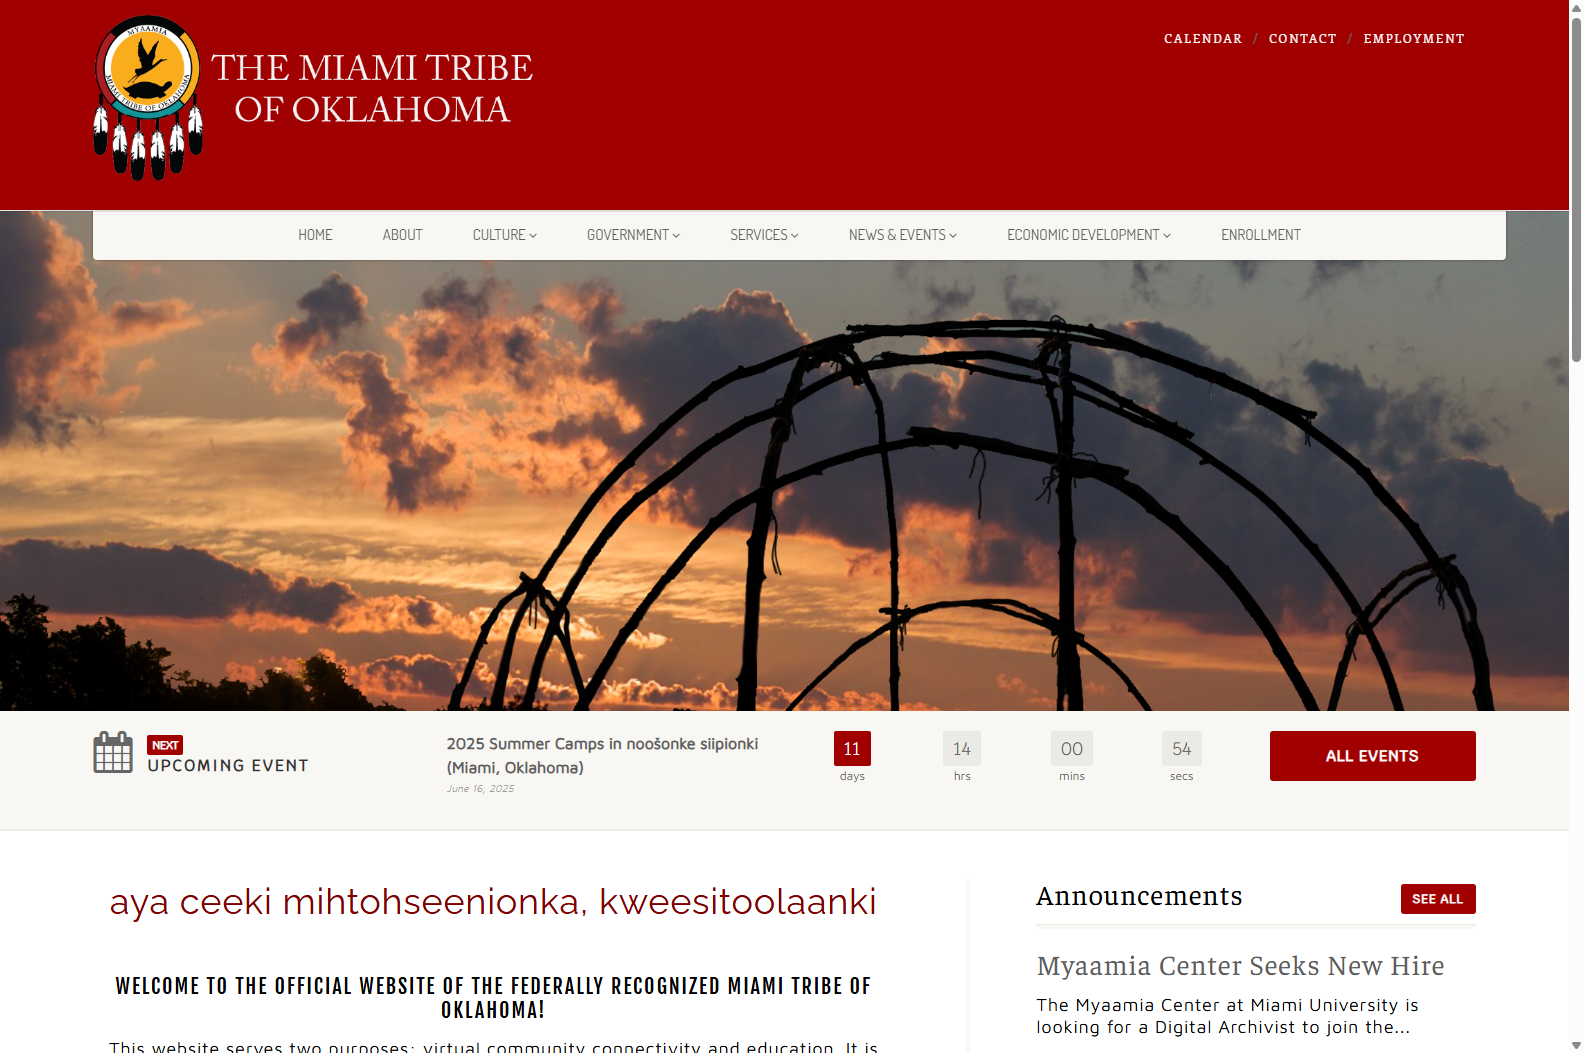 MYAAMIA
MIAMI TRIBE OF OKLAHOMA
THE MIAMI TRIBE
OF OKLAHOMA
CALENDAR / CONTACT / EMPLOYMENT
HOME ABOUT CULTURE GOVERNMENT SERVICES NEWS & EVENTS ECONOMIC DEVELOPMENT ENROLLMENT
NEXT
UPCOMING EVENT
2025 Summer Camps in noošonke siipionki
(Miami, Oklahoma)
June 16, 2025
11 14 00 54
days hrs mins secs
ALL EVENTS
aya ceeki mihtohseenionka, kweesitoolaanki
WELCOME TO THE OFFICIAL WEBSITE OF THE FEDERALLY RECOGNIZED MIAMI TRIBE OF
OKLAHOMA!
This website serves two purposes: virtual community connectivity and education. It is
Announcements
SEE ALL
Myaamia Center Seeks New Hire
The Myaamia Center at Miami University is
looking for a Digital Archivist to join the...